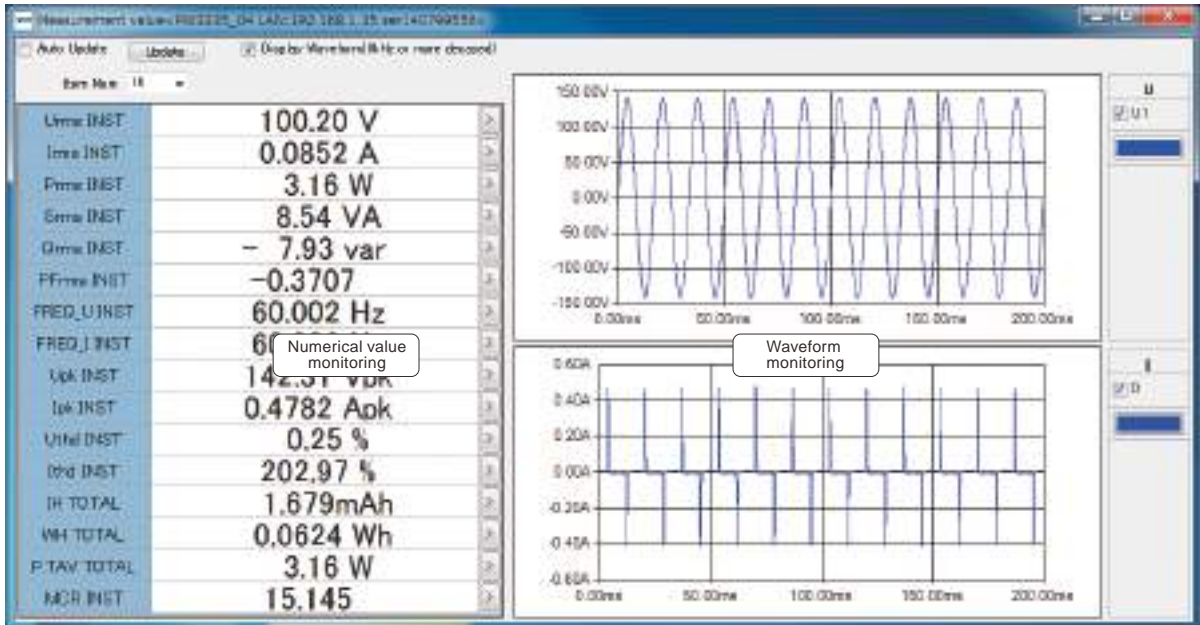 Measurement value
Auto Update
Update
Display Waveform
Item Num 16
Urms INST 100.20 V
Irms INST 0.0852 A
Prms INST 3.16 W
Srms INST 8.54 VA
Qrms INST - 7.93 var
PFrms INST -0.3707
FREQ_U INST 60.002 Hz
FREQ_I INST
Upk INST 142.31 Vpk
Ipk INST 0.4782 Apk
Uthd INST 0.25 %
Ithd INST 202.97 %
IH TOTAL 1.679mAh
WH TOTAL 0.0624 Wh
P TAV TOTAL 3.16 W
MCR INST 15.145
Numerical value
monitoring
150.00V
100.00V
50.00V
0.00V
-50.00V
-100.00V
-150.00V
0.00ms 50.00ms 100.00ms 150.00ms 200.00ms
U
U1
Waveform
monitoring
0.60A
0.40A
0.20A
0.00A
-0.20A
-0.40A
-0.60A
0.00ms 50.00ms 100.00ms 150.00ms 200.00ms
I